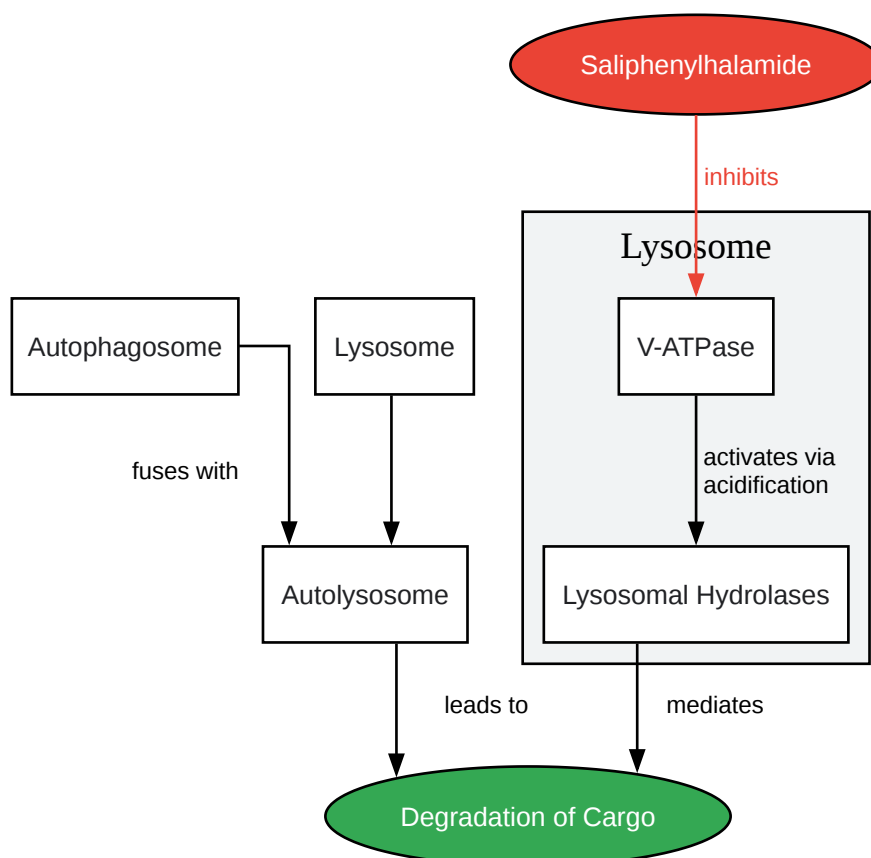 Saliphenylhalamide
inhibits
Lysosome
Autophagosome
Lysosome
V-ATPase
fuses with
activates via
acidification
Autolysosome
Lysosomal Hydrolases
leads to
mediates
Degradation of Cargo